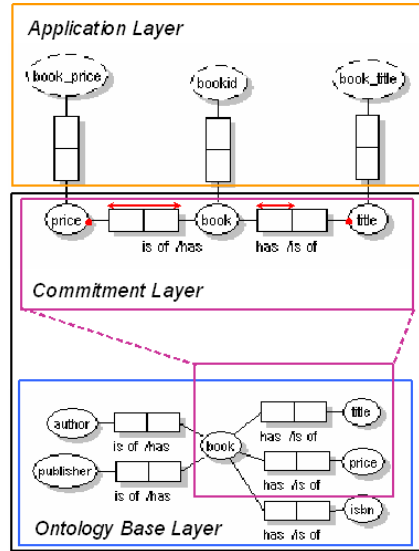 Application Layer
book_price
bookid
book_title
price
book
title
is of /has
has /is of
Commitment Layer
author
is of /has
publisher
is of /has
book
title
has /is of
price
has /is of
isbn
has /is of
Ontology Base Layer